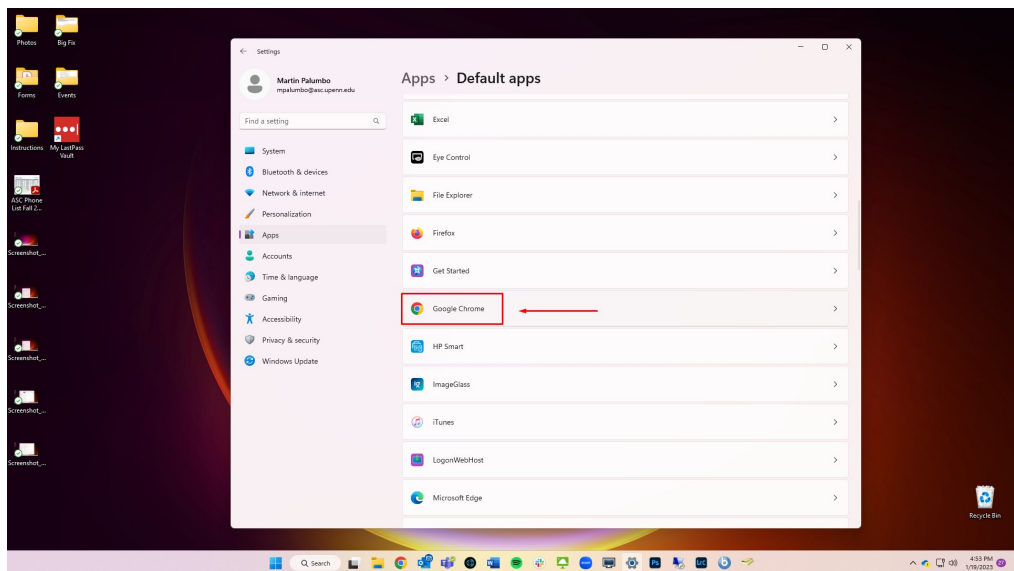 Photos
Big Fix
Forms
Events
Instructions
My LastPass
Vault
ASC Phone
List Fall 2...
Screenshot_...
Screenshot_...
Screenshot_...
Screenshot_...
Screenshot_...
Settings
Martin Palumbo
mpalumbo@asc.upenn.edu
Find a setting
System
Bluetooth & devices
Network & internet
Personalization
Apps
Accounts
Time & language
Gaming
Accessibility
Privacy & security
Windows Update
Apps > Default apps
Excel
Eye Control
File Explorer
Firefox
Get Started
Google Chrome
HP Smart
ImageGlass
iTunes
LogonWebHost
Microsoft Edge
Recycle Bin
Search
Ps
LrC
4:53 PM
1/19/2023
27